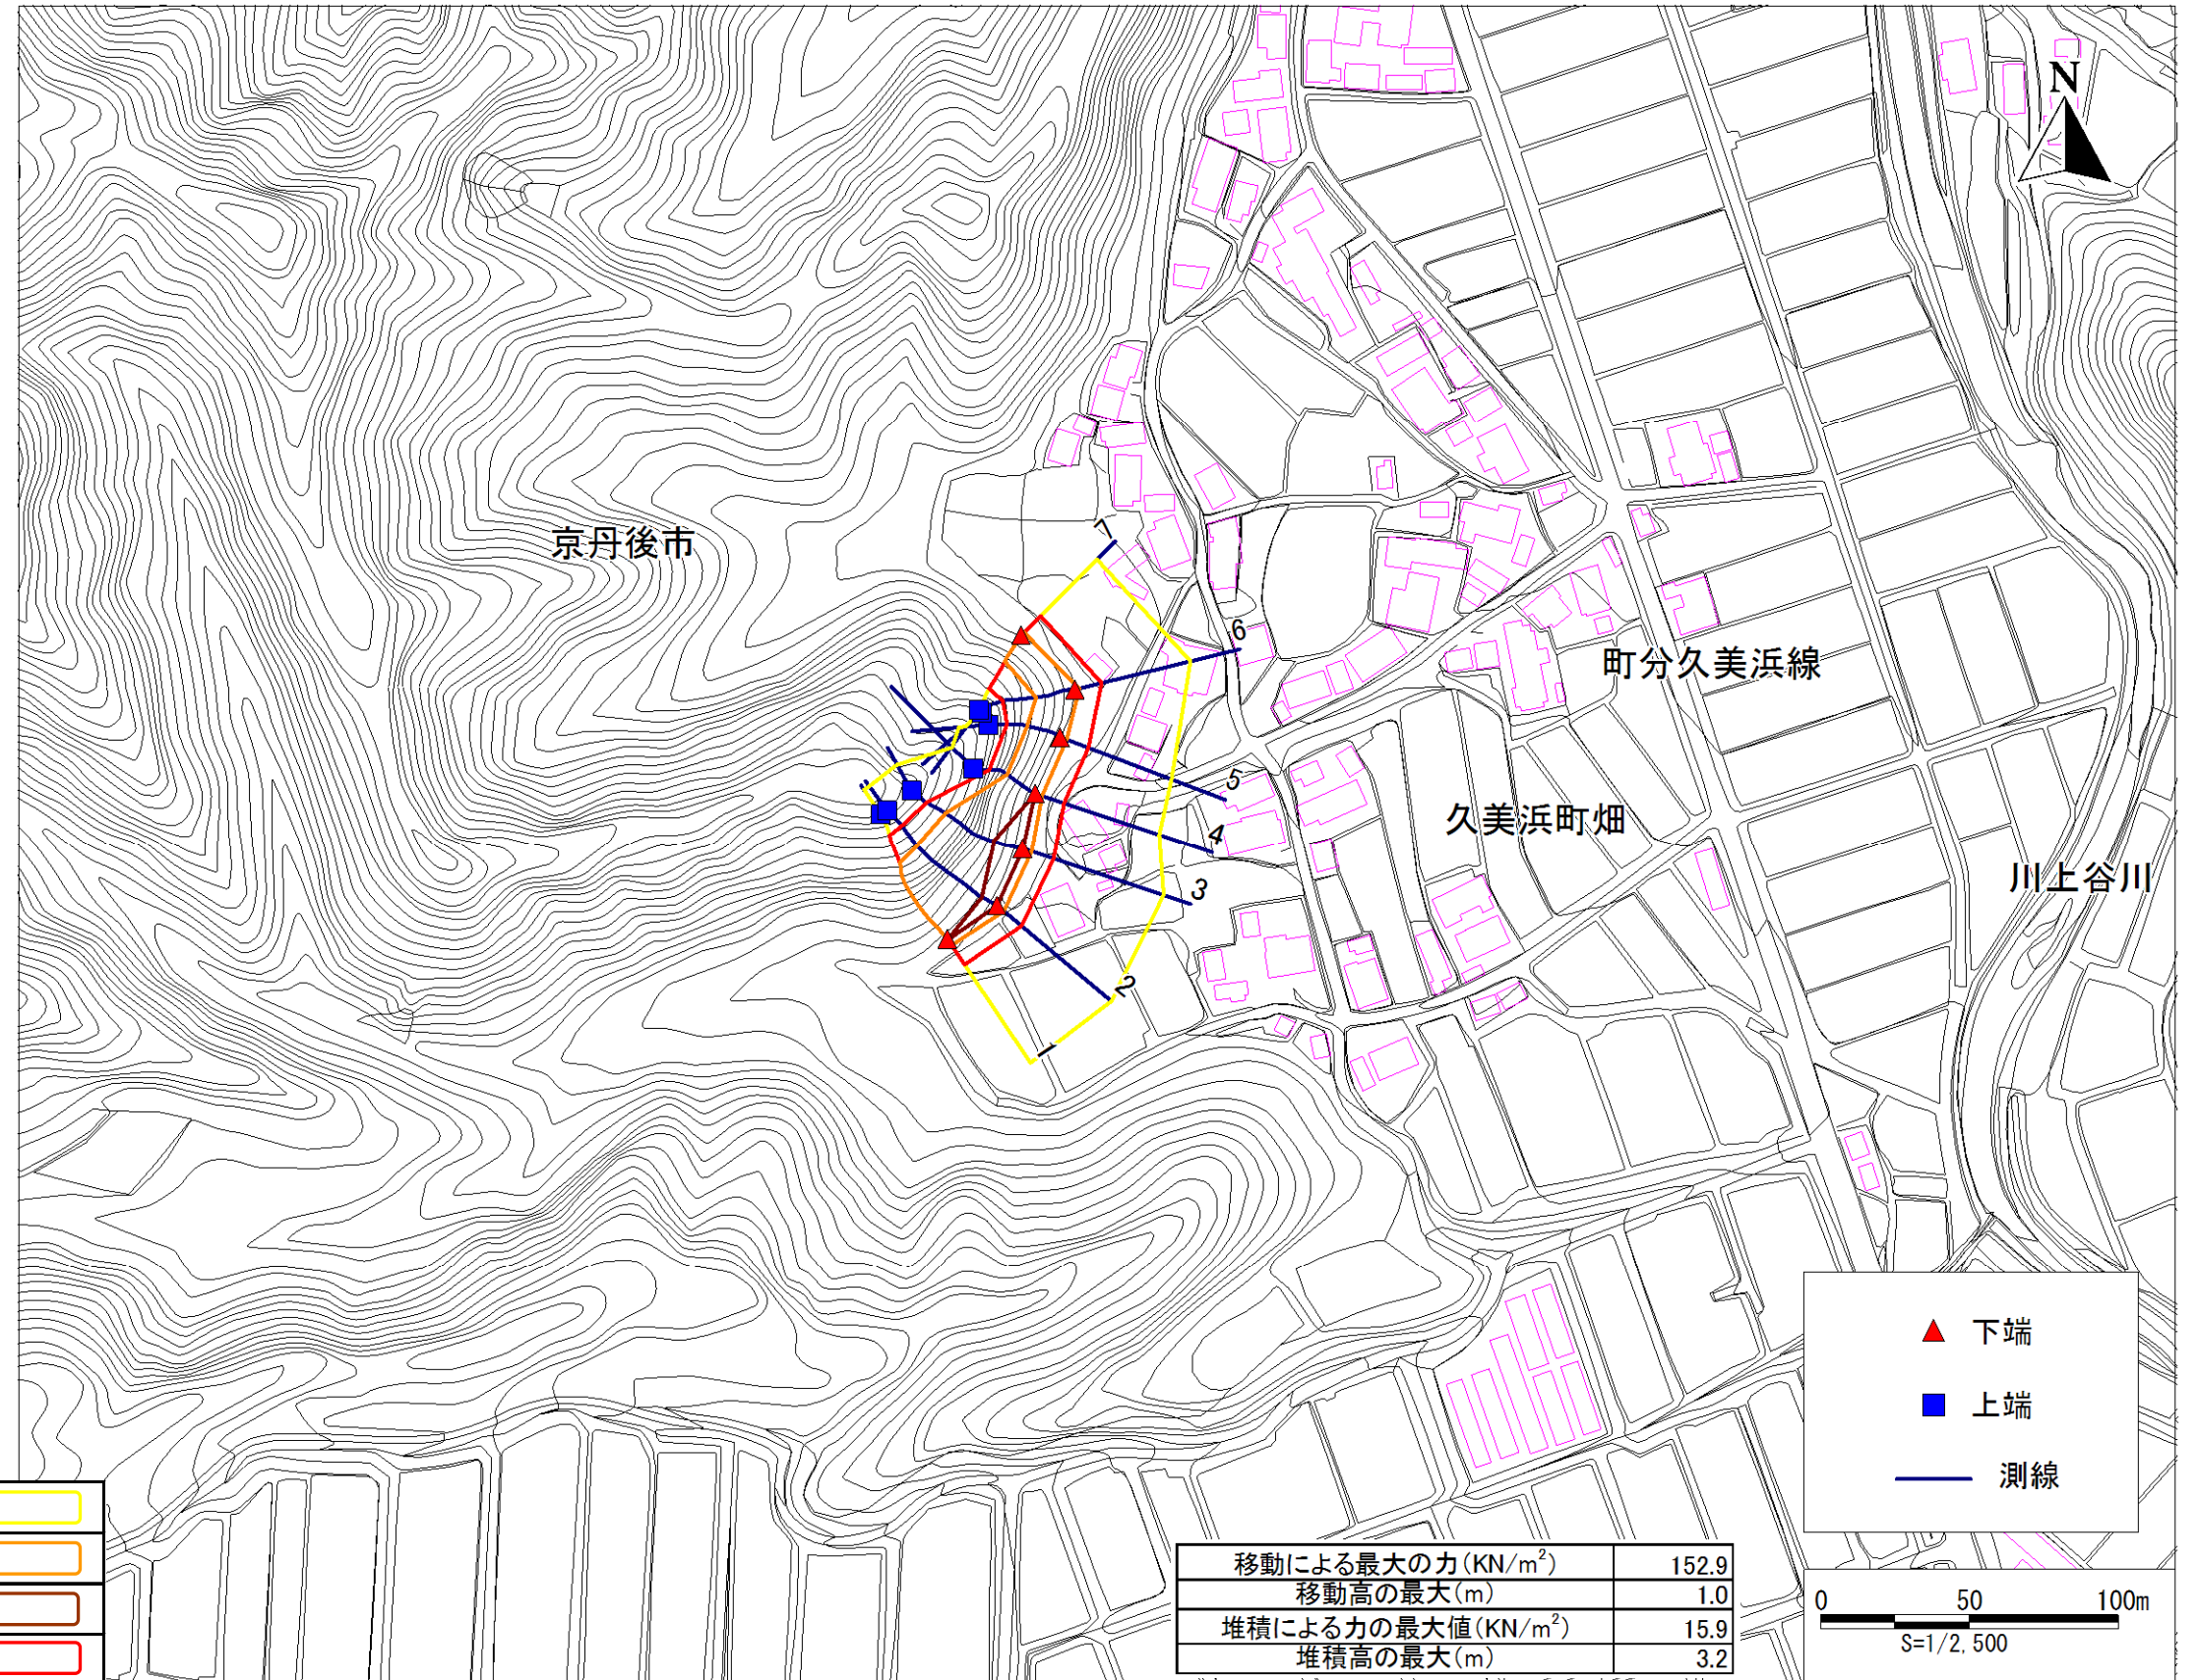 N
京丹後市
7
6
町分久美浜線
5
久美浜町畑
4
川上谷川
3
2
1
下端
上端
測線
移動による最大の力(KN/m²) 152.9
移動高の最大(m) 1.0
堆積による力の最大値(KN/m²) 15.9
堆積高の最大(m) 3.2
0 50 100m
S=1/2,500